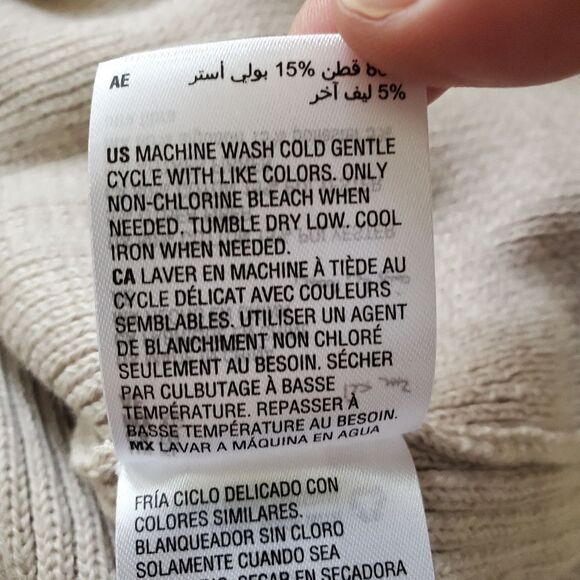 AE
قطن %15 بولي أستر
%5 ليف آخر
US MACHINE WASH COLD GENTLE
CYCLE WITH LIKE COLORS. ONLY
NON-CHLORINE BLEACH WHEN
NEEDED. TUMBLE DRY LOW. COOL
IRON WHEN NEEDED.
CA LAVER EN MACHINE À TIÈDE AU
CYCLE DÉLICAT AVEC COULEURS
SEMBLABLES. UTILISER UN AGENT
DE BLANCHIMENT NON CHLORÉ
SEULEMENT AU BESOIN. SÉCHER
PAR CULBUTAGE À BASSE
TEMPÉRATURE. REPASSER À
BASSE TEMPÉRATURE AU BESOIN.
MX LAVAR A MÁQUINA EN AGUA
FRÍA CICLO DELICADO CON
COLORES SIMILARES.
BLANQUEADOR SIN CLORO
SOLAMENTE CUANDO SEA
EN SECADORA